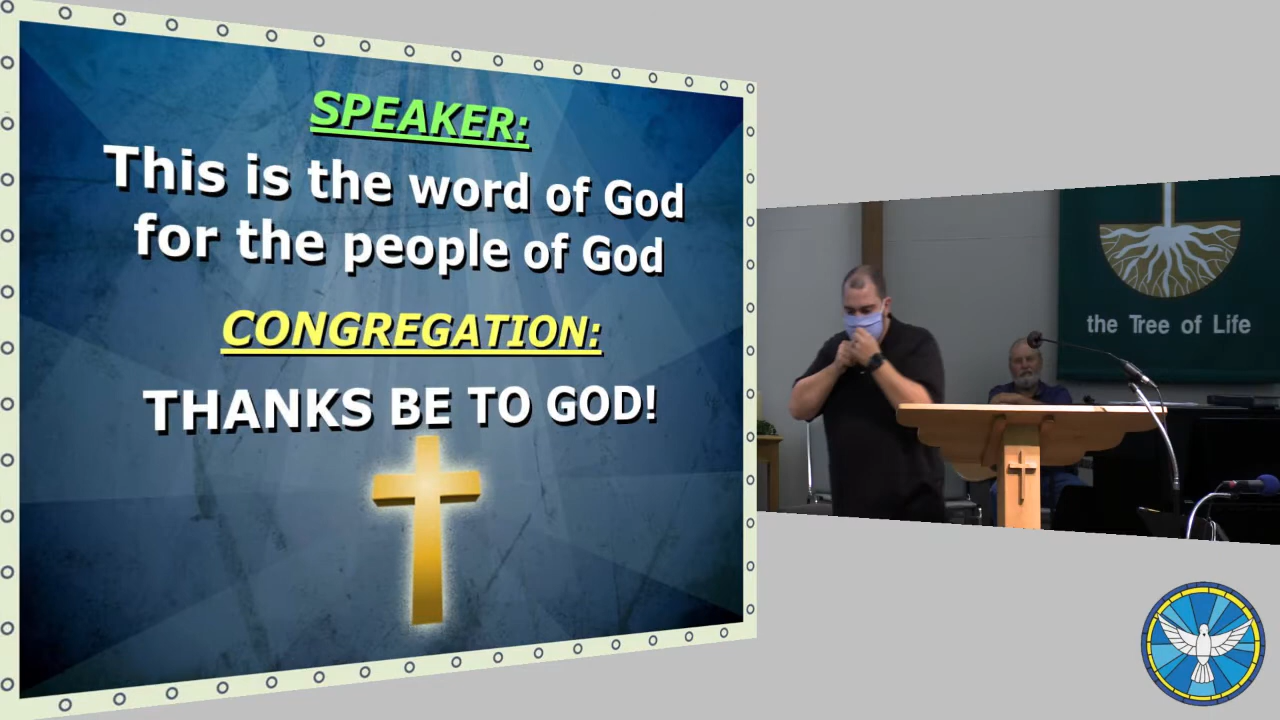 SPEAKER:
This is the word of God
for the people of God
CONGREGATION:
THANKS BE TO GOD!
the Tree of Life